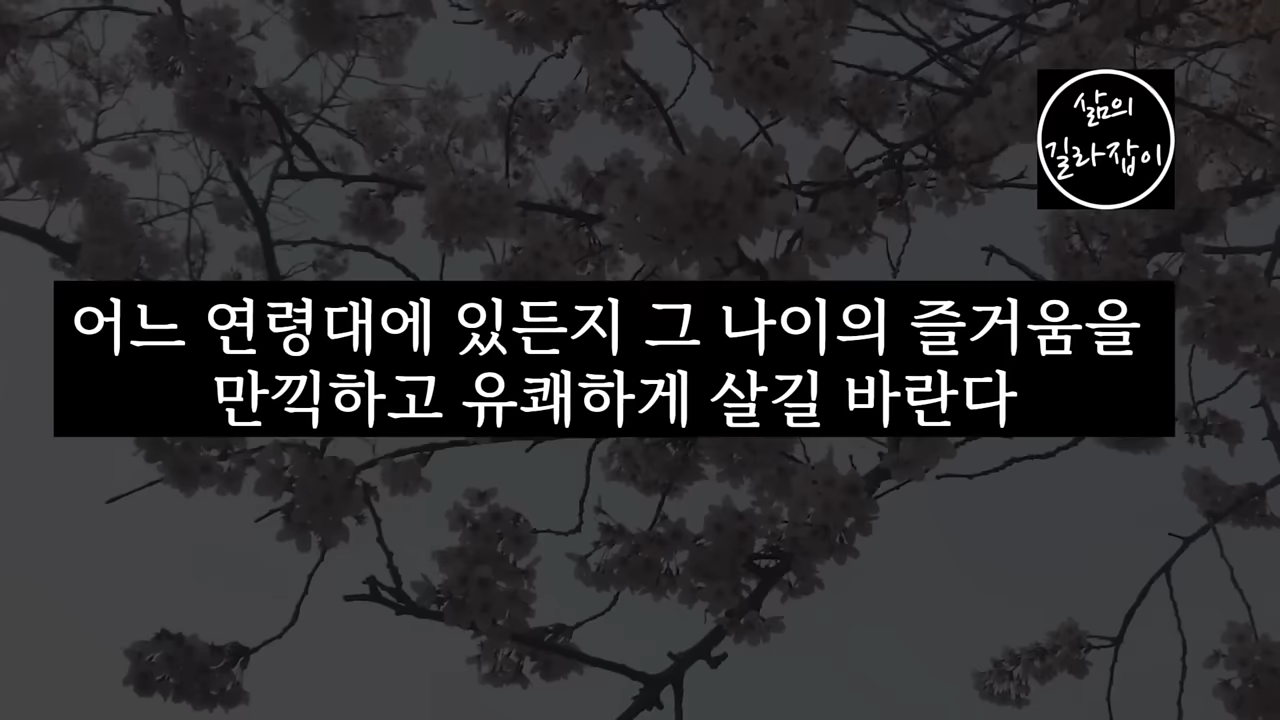 삶의
길라잡이
어느 연령대에 있든지 그 나이의 즐거움을
만끽하고 유쾌하게 살길 바란다